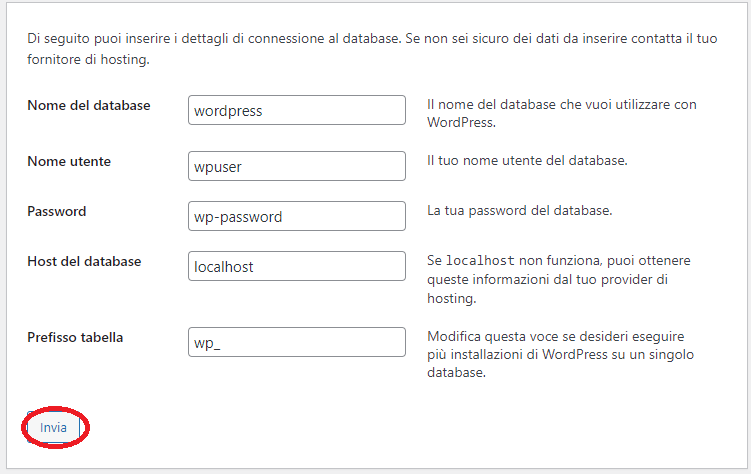 Di seguito puoi inserire i dettagli di connessione al database. Se non sei sicuro dei dati da inserire contatta il tuo
fornitore di hosting.
Nome del database
wordpress
Il nome del database che vuoi utilizzare con
WordPress.
Nome utente
wpuser
Il tuo nome utente del database.
Password
wp-password
La tua password del database.
Host del database
localhost
Se localhost non funziona, puoi ottenere
queste informazioni dal tuo provider di
hosting.
Prefisso tabella
wp_
Modifica questa voce se desideri eseguire
più installazioni di WordPress su un singolo
database.
Invia